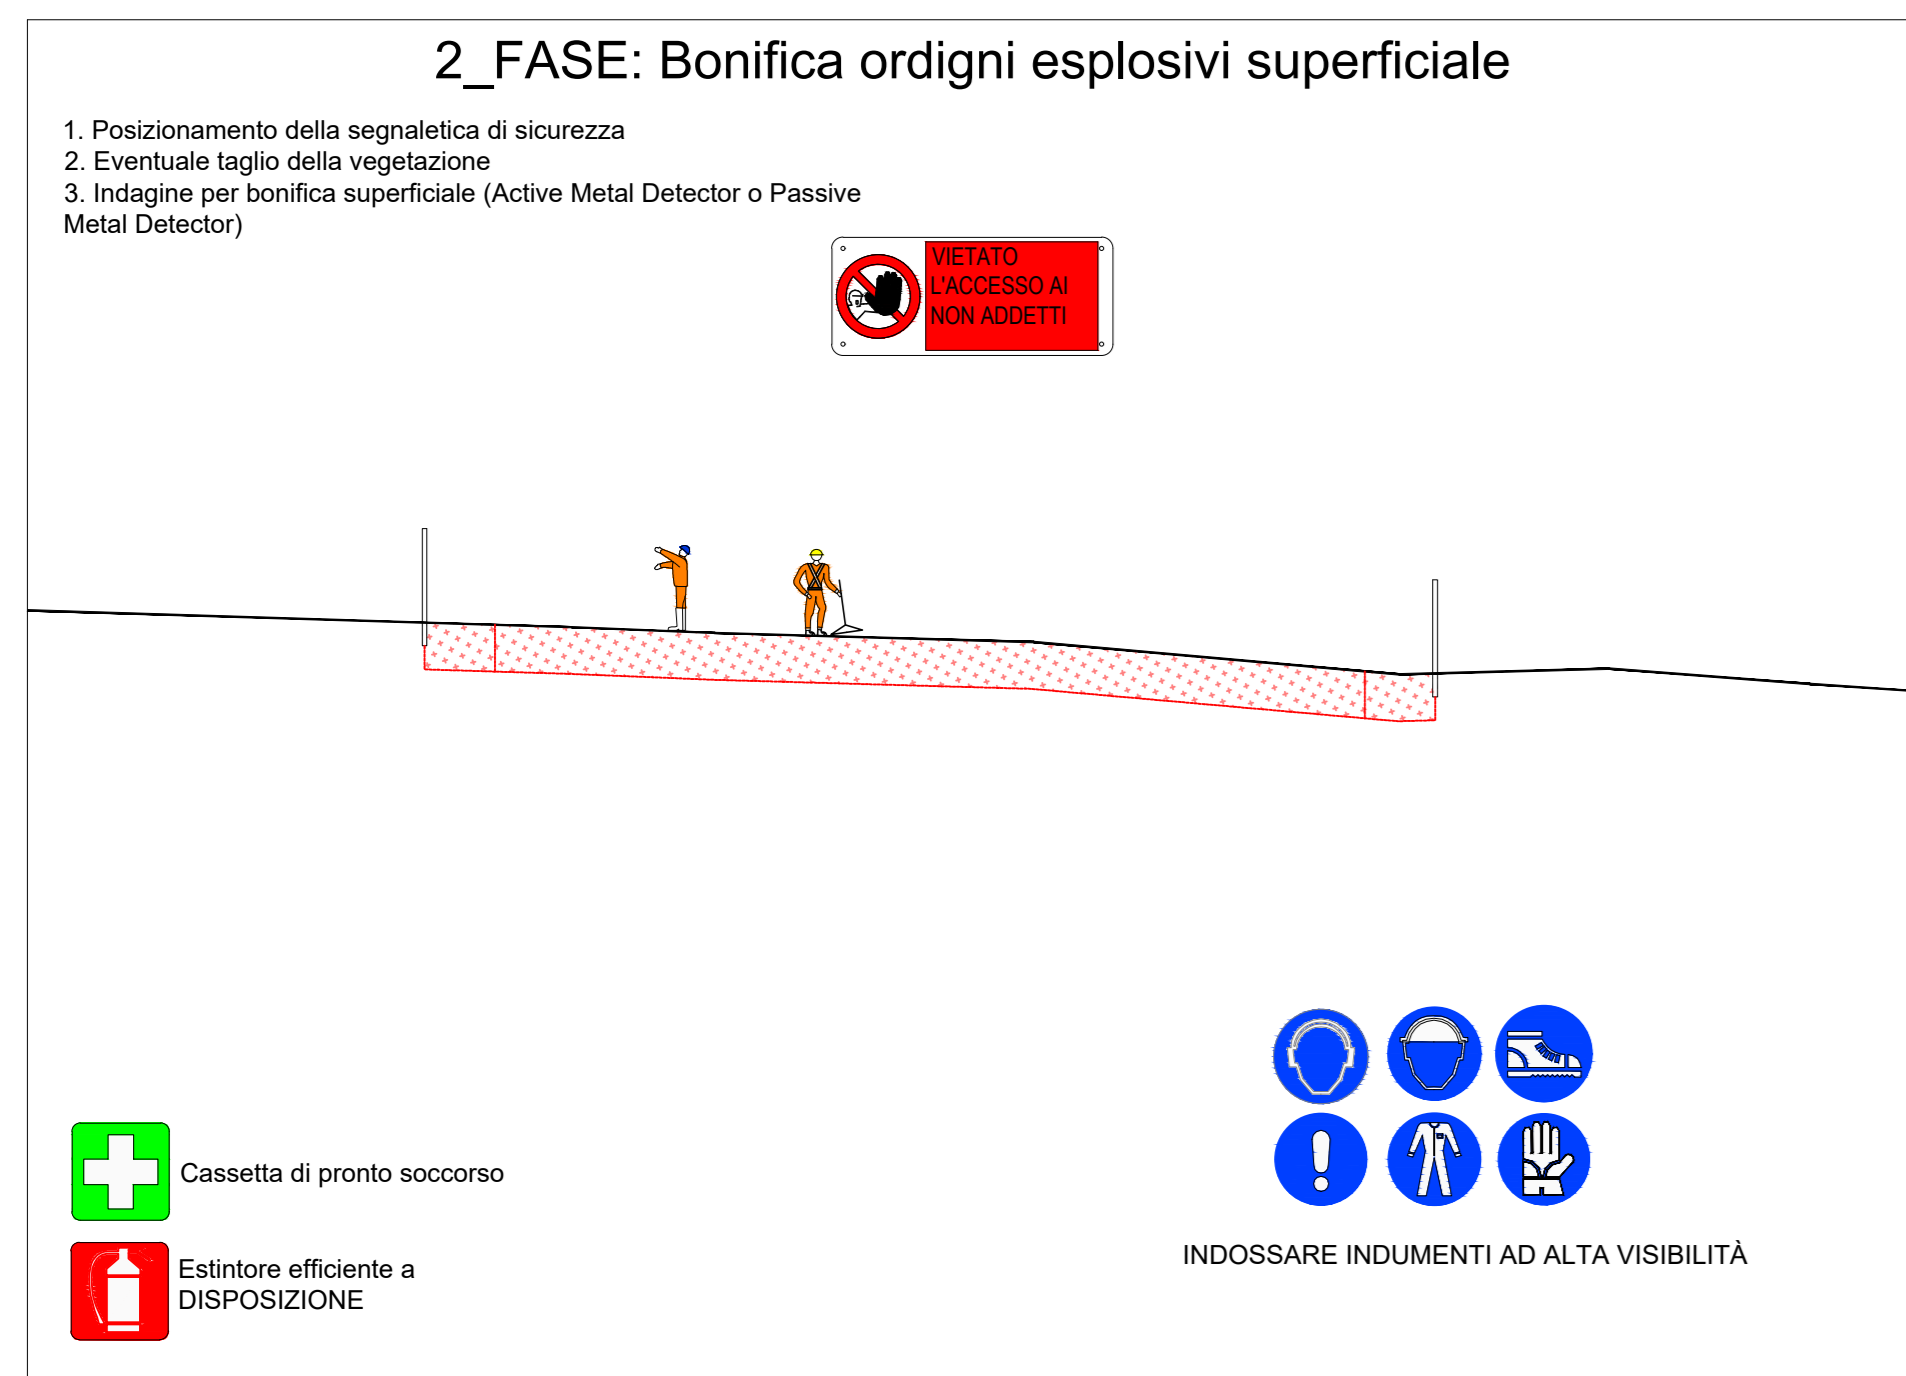 2_FASE: Bonifica ordigni esplosivi superficiale
1. Posizionamento della segnaletica di sicurezza
2. Eventuale taglio della vegetazione
3. Indagine per bonifica superficiale (Active Metal Detector o Passive
Metal Detector)
VIETATO
L'ACCESSO AI
NON ADDETTI
Cassetta di pronto soccorso
Estintore efficiente a
DISPOSIZIONE
INDOSSARE INDUMENTI AD ALTA VISIBILITÀ